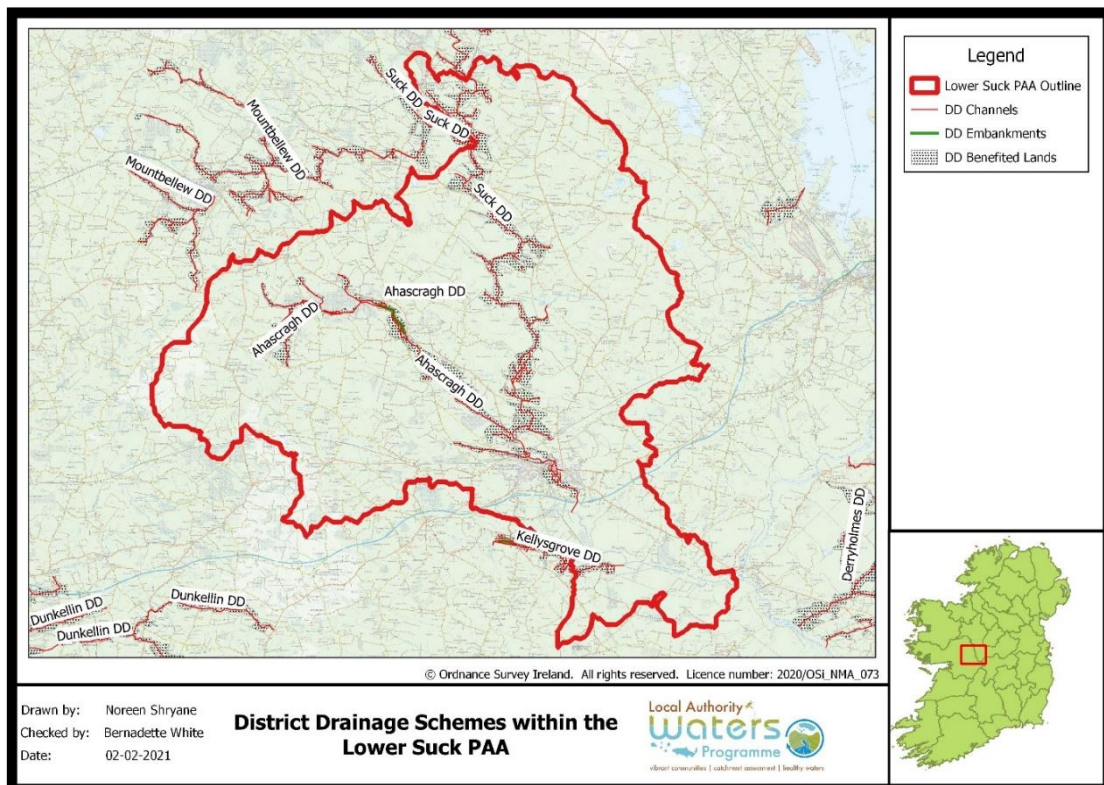 Suck DD
Suck DD
Mountbellew DD
Mountbellew DD
Suck DD
Ahascragh DD
Ahascragh DD
Ahascragh DD
Kellysgrove DD
Derryholmes DD
Dunkellin DD
Dunkellin DD
Dunkellin DD
Legend
Lower Suck PAA Outline
DD Channels
DD Embankments
DD Benefited Lands
© Ordnance Survey Ireland. All rights reserved. Licence number: 2020/OSi_NMA_073
Drawn by: Noreen Shryane
Checked by: Bernadette White
Date: 02-02-2021
District Drainage Schemes within the
Lower Suck PAA
Local Authority
Waters
Programme
vibrant communities | catchment assessment | healthy waters